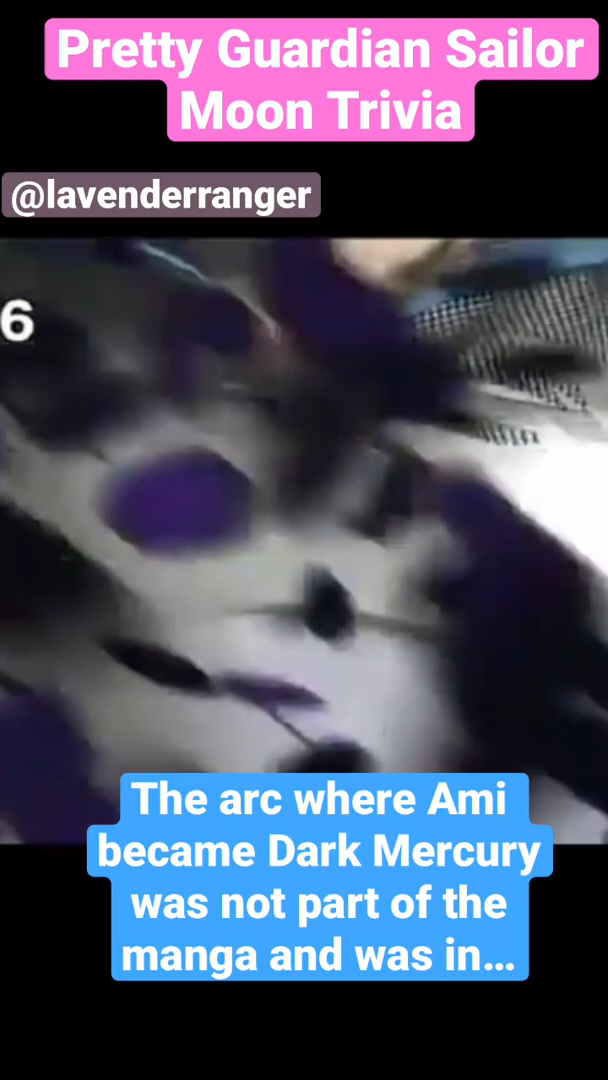 Pretty Guardian Sailor
Moon Trivia
@lavenderranger
6
The arc where Ami
became Dark Mercury
was not part of the
manga and was in...